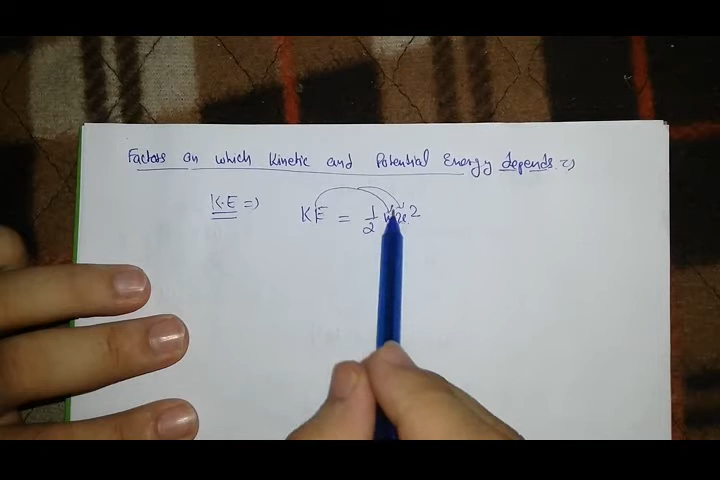 Factors on which Kinetic and Potential Energy depends =)
K.E =) KE = 1/2 mv2